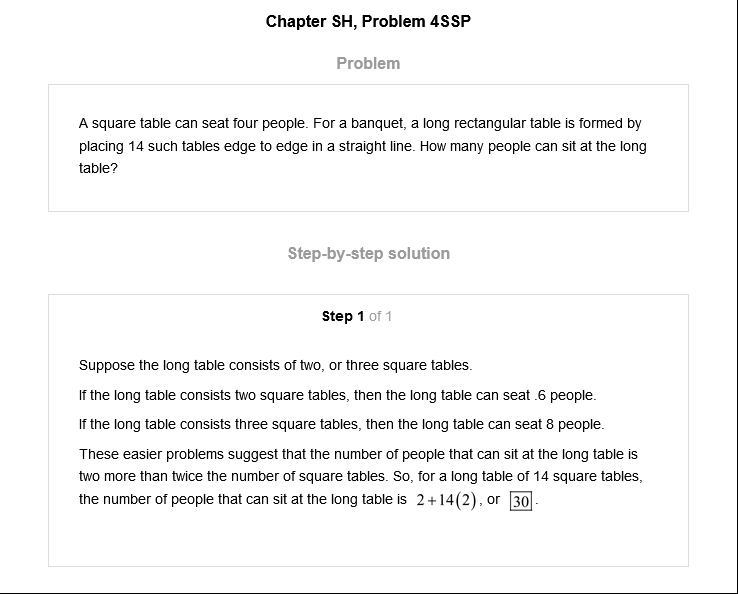 Chapter SH, Problem 4SSP
Problem
A square table can seat four people. For a banquet, a long rectangular table is formed by
placing 14 such tables edge to edge in a straight line. How many people can sit at the long
table?
Step-by-step solution
Step 1 of 1
Suppose the long table consists of two, or three square tables.
If the long table consists two square tables, then the long table can seat .6 people.
If the long table consists three square tables, then the long table can seat 8 people.
These easier problems suggest that the number of people that can sit at the long table is
two more than twice the number of square tables. So, for a long table of 14 square tables,
the number of people that can sit at the long table is 2+14(2), or 30.